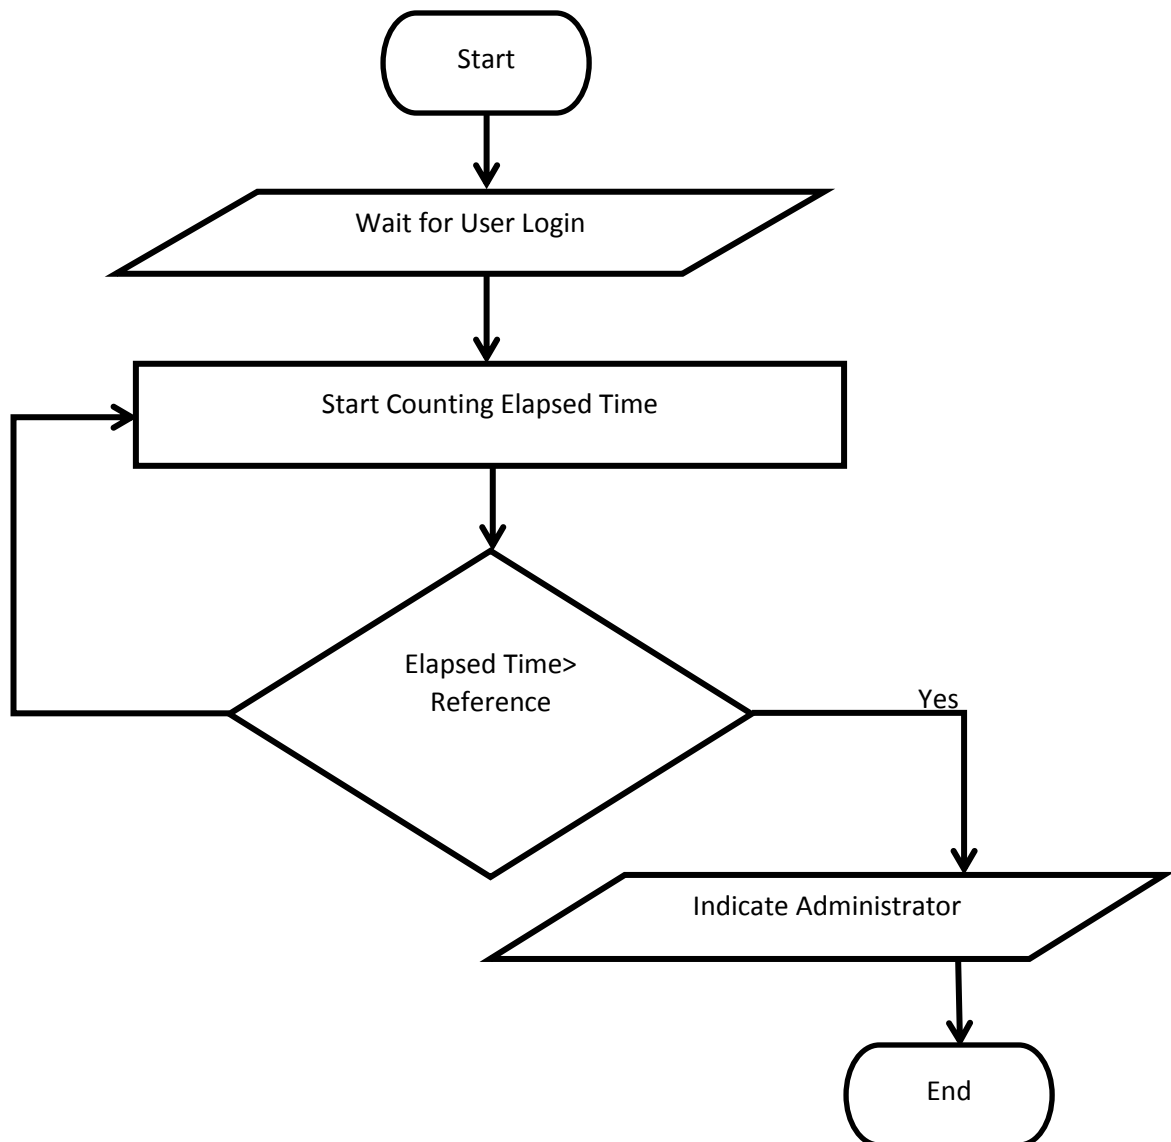 Start
Wait for User Login
Start Counting Elapsed Time
Elapsed Time>
Reference
Yes
Indicate Administrator
End